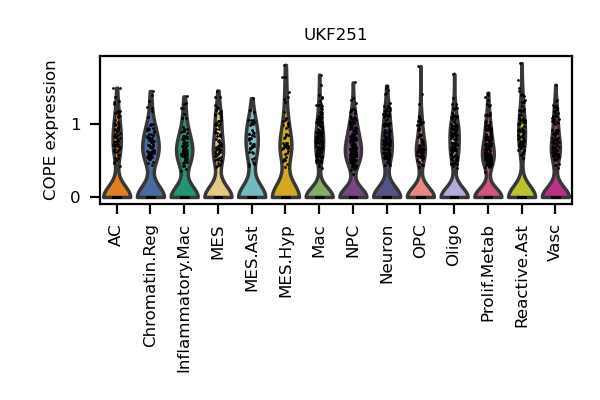 UKF251
COPE expression
1
0
AC
Chromatin.Reg
Inflammatory.Mac
MES
MES.Ast
MES.Hyp
Mac
NPC
Neuron
OPC
Oligo
Prolif.Metab
Reactive.Ast
Vasc